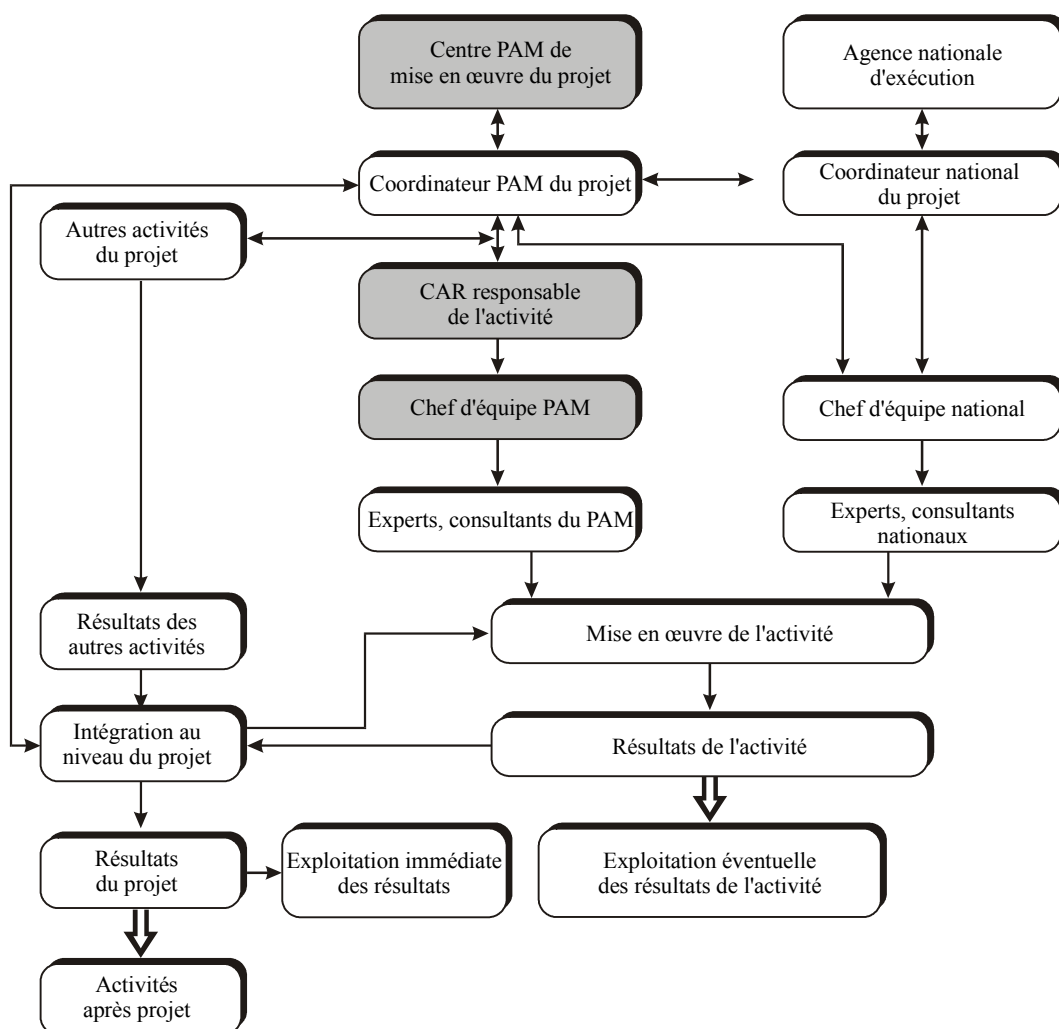 Centre PAM de
mise en œuvre du projet
Agence nationale
d'exécution
Coordinateur PAM du projet
Coordinateur national
du projet
Autres activités
du projet
CAR responsable
de l'activité
Chef d'équipe PAM
Chef d'équipe national
Experts, consultants du PAM
Experts, consultants
nationaux
Résultats des
autres activités
Mise en œuvre de l'activité
Intégration au
niveau du projet
Résultats de l'activité
Résultats
du projet
Exploitation immédiate
des résultats
Exploitation éventuelle
des résultats de l'activité
Activités
après projet